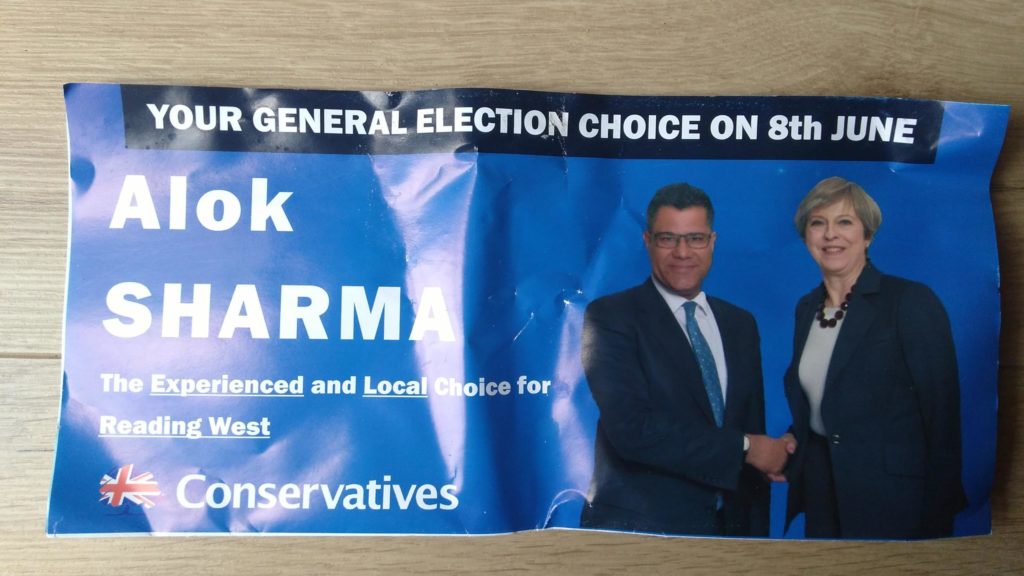 YOUR GENERAL ELECTION CHOICE ON 8th JUNE
Alok
SHARMA
The Experienced and Local Choice for
Reading West
Conservatives